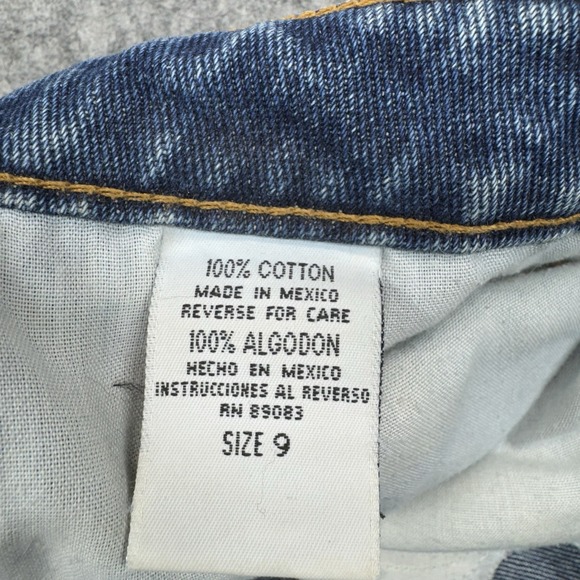 100% COTTON
MADE IN MEXICO
REVERSE FOR CARE
100% ALGODON
HECHO EN MEXICO
INSTRUCCIONES AL REVERSO
RN 89083
SIZE 9